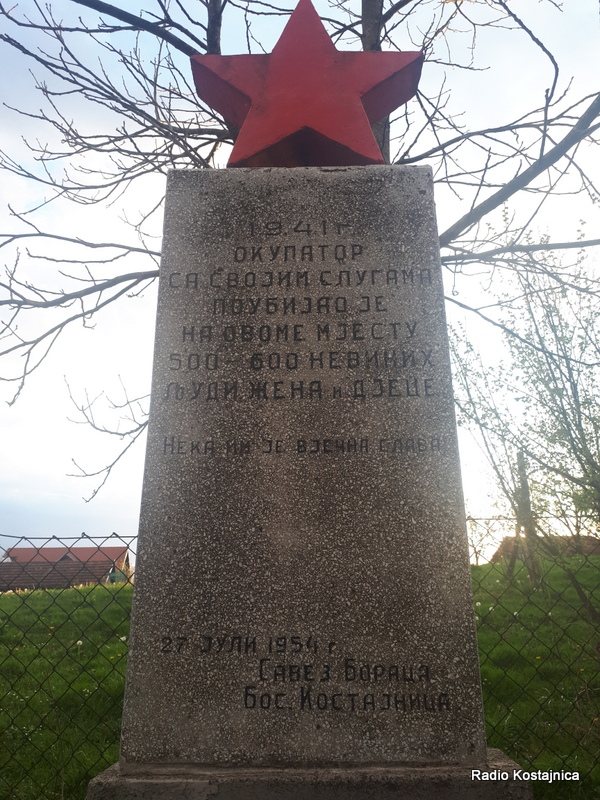 1941 г.
ОКУПАТОР
СА СВОЈИМ СЛУГАМА
ПОУБИЈАО ЈЕ
НА ОВОМЕ МЈЕСТУ
500-600 НЕВИНИХ
ЉУДИ, ЖЕНА и ДЈЕЦЕ
НЕКА ИМ ЈЕ ВЈЕЧНА СЛАВА
27 ЈУЛИ 1954 г
САВЕЗ БОРАЦА
БОС. КОСТАЈНИЦА
Radio Kostajnica